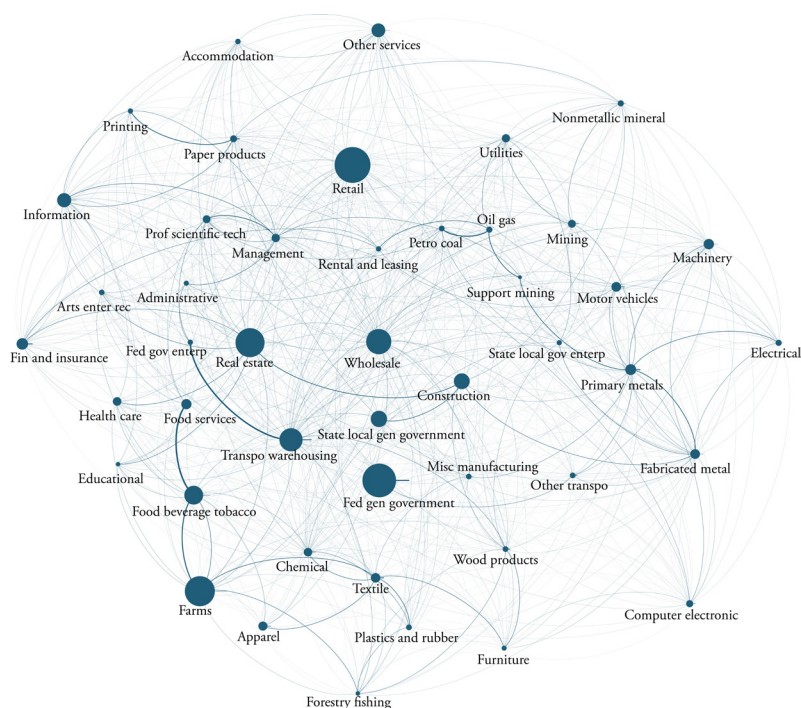 Other services
Accommodation
Nonmetallic mineral
Printing
Paper products
Utilities
Retail
Information
Oil gas
Prof scientific tech
Petro coal
Mining
Management
Rental and leasing
Machinery
Support mining
Administrative
Motor vehicles
Arts enter rec
Fed gov enterp
State local gov enterp
Electrical
Fin and insurance
Real estate
Wholesale
Primary metals
Construction
Health care
Food services
State local gen government
Transpo warehousing
Misc manufacturing
Fabricated metal
Educational
Other transpo
Fed gen government
Food beverage tobacco
Wood products
Chemical
Textile
Farms
Computer electronic
Apparel
Plastics and rubber
Furniture
Forestry fishing